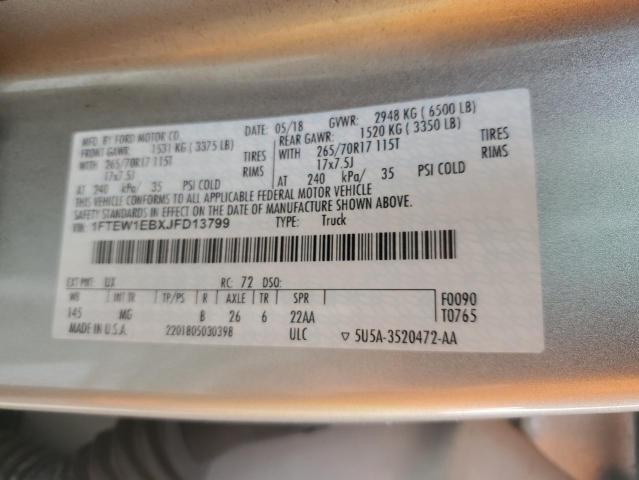 MFD. BY FORD MOTOR CO. DATE: 05/18 GVWR: 2948 KG ( 6500 LB)
FRONT GAWR: 1531 KG ( 3375 LB) REAR GAWR: 1520 KG ( 3350 LB)
WITH 265/70R17 115T TIRES WITH 265/70R17 115T TIRES
17x7.5J RIMS 17x7.5J RIMS
AT 240 kPa/ 35 PSI COLD AT 240 kPa/ 35 PSI COLD
THIS VEHICLE CONFORMS TO ALL APPLICABLE FEDERAL MOTOR VEHICLE
SAFETY STANDARDS IN EFFECT ON THE DATE OF MANUFACTURE SHOWN ABOVE.
VIN: 1FTEW1EBXJFD13799 TYPE: Truck
EXT PNT: UX RC: 72 DSO:
WB INT TR TP/PS R AXLE TR SPR F0090
145 MG B 26 6 22AA T0765
MADE IN U.S.A. 2201805030398 ULC ▽ 5U5A-3520472-AA